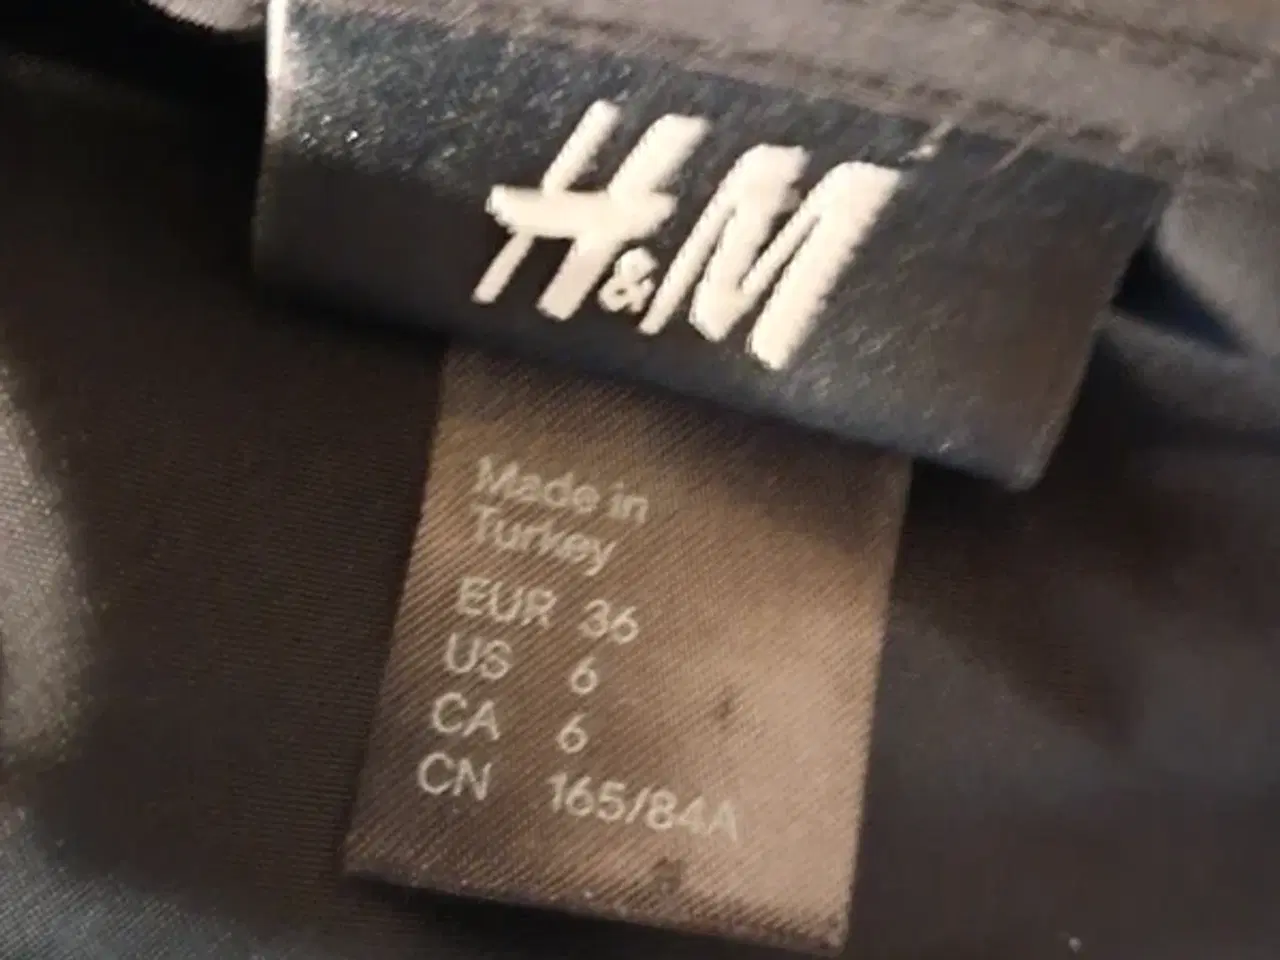 H&M
Made in
Turkey
EUR 36
US 6
CA 6
CN 165/84A